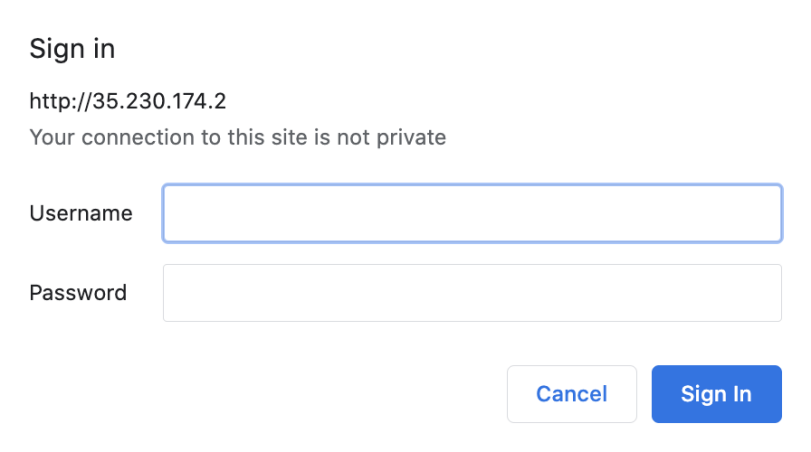 Sign in
http://35.230.174.2
Your connection to this site is not private
Username
Password
Cancel
Sign In